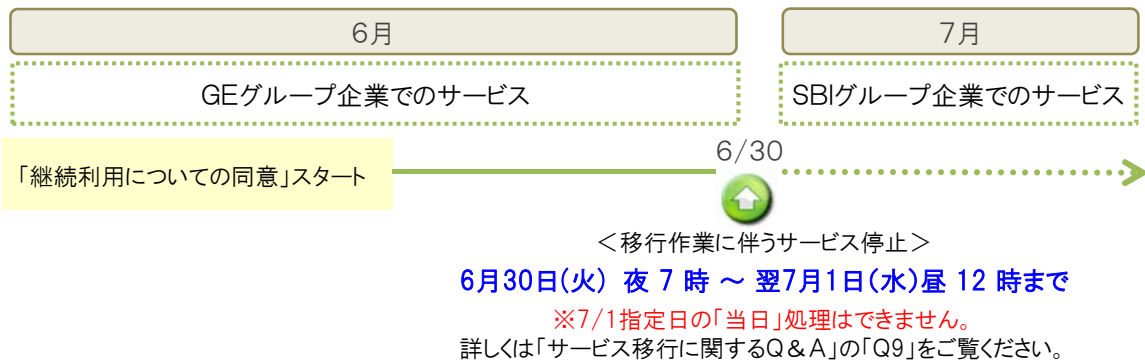 6月
7月
GEグループ企業でのサービス
SBIグループ企業でのサービス
6/30
「継続利用についての同意」スタート
＜移行作業に伴うサービス停止＞
6月30日(火) 夜 7 時 ～ 翌7月1日(水)昼 12 時まで
※7/1指定日の「当日」処理はできません。
詳しくは「サービス移行に関するQ＆A」の「Q9」をご覧ください。